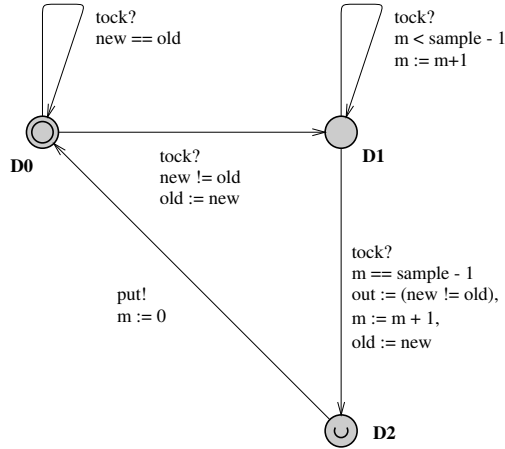 tock?
new == old
tock?
m < sample - 1
m := m+1
D0
D1
tock?
new != old
old := new
tock?
m == sample - 1
out := (new != old),
m := m + 1,
old := new
put!
m := 0
D2